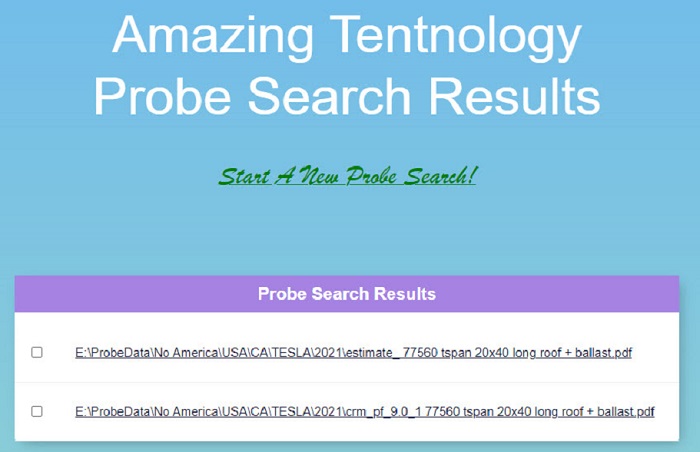 Amazing Tentnology
Probe Search Results
Start A New Probe Search!
Probe Search Results
E:\ProbeData\No America\USA\CA\TESLA\2021\estimate_ 77560 tspan 20x40 long roof + ballast.pdf
E:\ProbeData\No America\USA\CA\TESLA\2021\crm_pf_9.0_1 77560 tspan 20x40 long roof + ballast.pdf